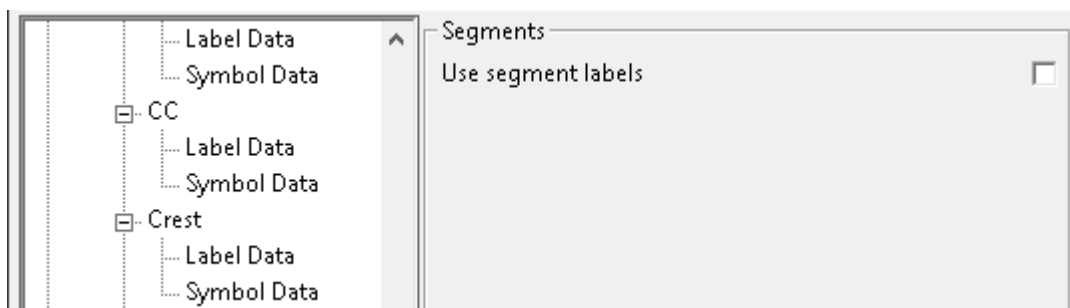 Label Data
Symbol Data
CC
Label Data
Symbol Data
Crest
Label Data
Symbol Data
Segments
Use segment labels